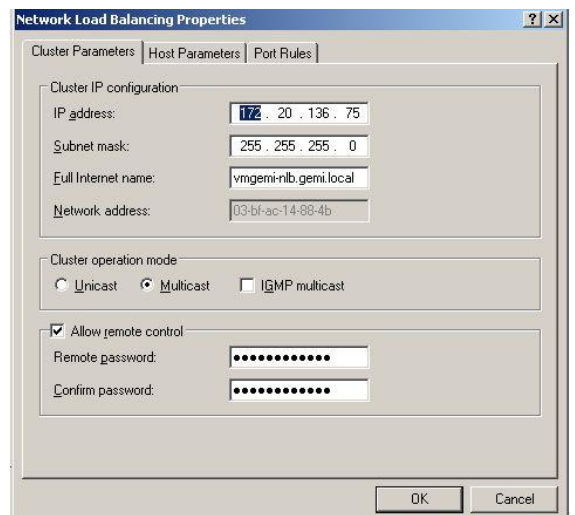 Network Load Balancing Properties
Cluster Parameters Host Parameters Port Rules
Cluster IP configuration
IP address: 172 . 20 . 136 . 75
Subnet mask: 255 . 255 . 255 . 0
Full Internet name: vmgemi-nlb.gemi.local
Network address: 03-bf-ac-14-88-4b
Cluster operation mode
Unicast Multicast IGMP multicast
Allow remote control
Remote password: ●●●●●●●●●●●●
Confirm password: ●●●●●●●●●●●●
OK Cancel